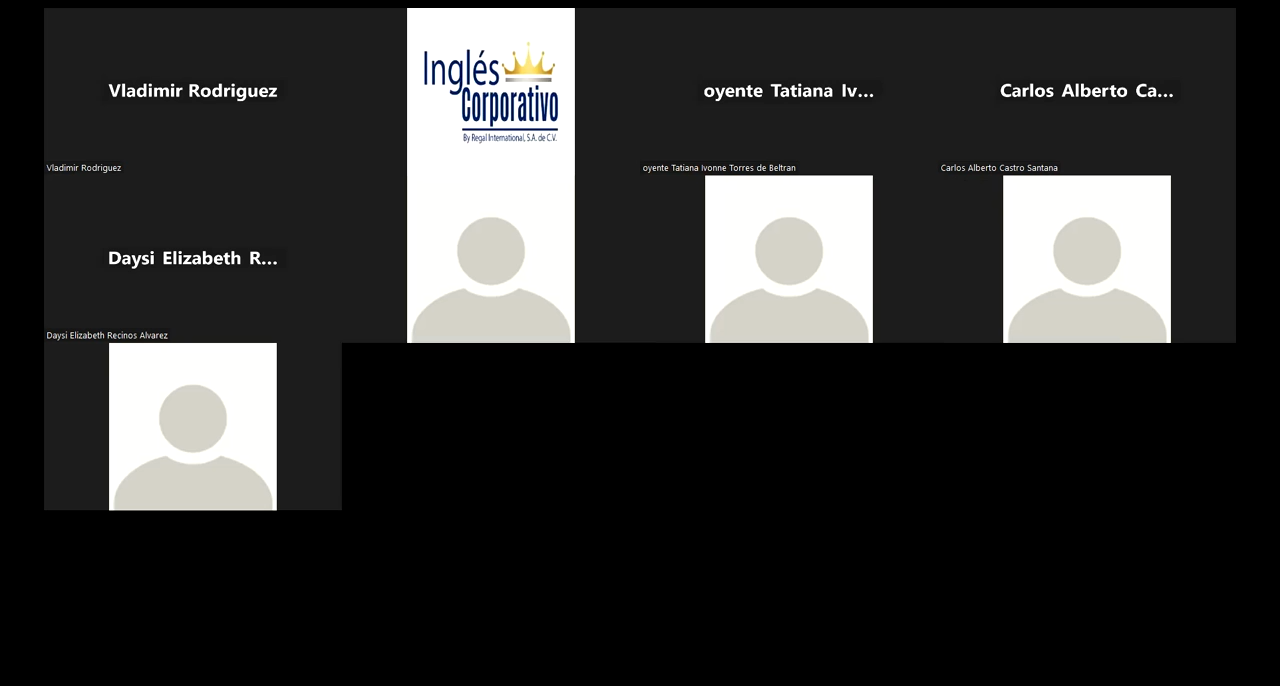 Vladimir Rodriguez
Inglés
Corporativo
By Regal International, S.A. de C.V.
oyente Tatiana Iv...
Carlos Alberto Ca...
Vladimir Rodriguez
oyente Tatiana Ivonne Torres de Beltran
Carlos Alberto Castro Santana
Daysi Elizabeth R...
Daysi Elizabeth Recinos Alvarez